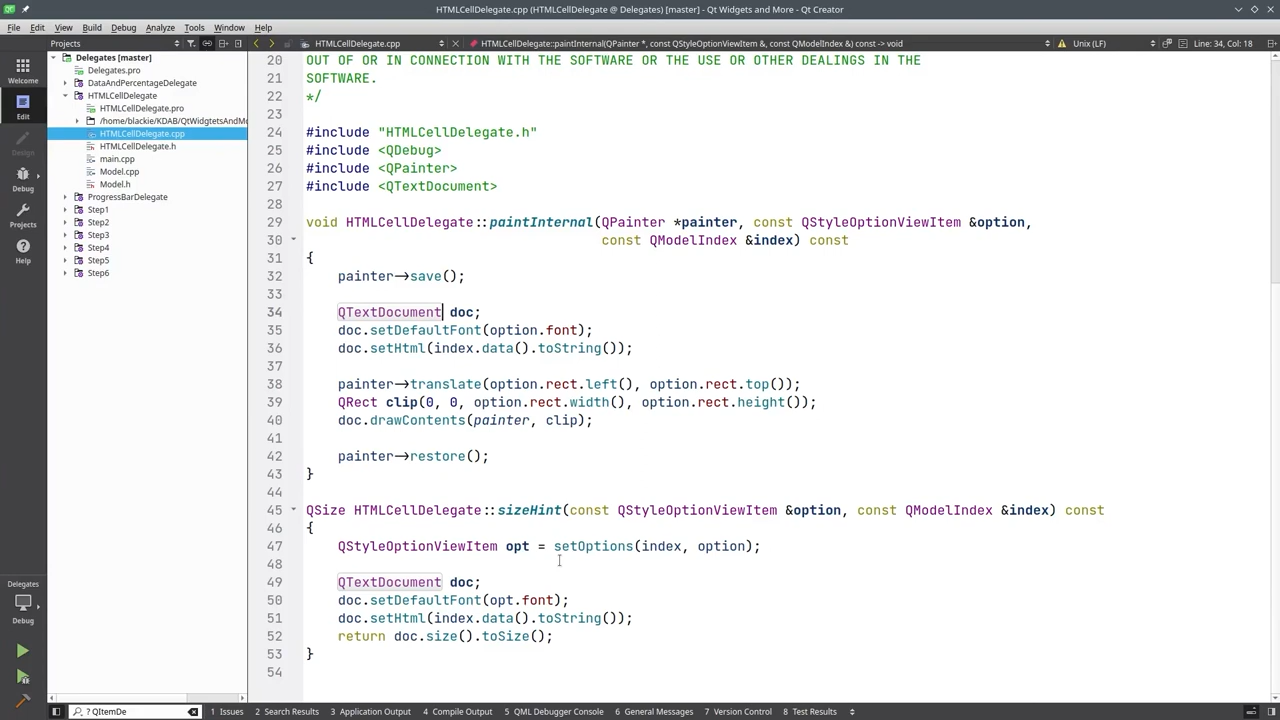 HTMLCellDelegate.cpp (HTMLCellDelegate @ Delegates) [master] - Qt Widgets and More - Qt Creator
File Edit View Build Debug Analyze Tools Window Help
Projects HTMLCellDelegate.cpp HTMLCellDelegate::paintInternal(QPainter *, const QStyleOptionViewItem &, const QModelIndex &) const -> void Unix (LF) Line: 34, Col: 18
Welcome
Edit
Design
Debug
Projects
Help
Delegates
Debug
Delegates [master]
Delegates.pro
DataAndPercentageDelegate
HTMLCellDelegate
HTMLCellDelegate.pro
/home/blackie/KDAB/QtWidgtetsAndMo
HTMLCellDelegate.cpp
HTMLCellDelegate.h
main.cpp
Model.cpp
Model.h
ProgressBarDelegate
Step1
Step2
Step3
Step4
Step5
Step6
20 OUT OF OR IN CONNECTION WITH THE SOFTWARE OR THE USE OR OTHER DEALINGS IN THE
21 SOFTWARE.
22 */
23
24 #include "HTMLCellDelegate.h"
25 #include <QDebug>
26 #include <QPainter>
27 #include <QTextDocument>
28
29 void HTMLCellDelegate::paintInternal(QPainter *painter, const QStyleOptionViewItem &option,
30 const QModelIndex &index) const
31 {
32 painter->save();
33
34 QTextDocument doc;
35 doc.setDefaultFont(option.font);
36 doc.setHtml(index.data().toString());
37
38 painter->translate(option.rect.left(), option.rect.top());
39 QRect clip(0, 0, option.rect.width(), option.rect.height());
40 doc.drawContents(painter, clip);
41
42 painter->restore();
43 }
44
45 QSize HTMLCellDelegate::sizeHint(const QStyleOptionViewItem &option, const QModelIndex &index) const
46 {
47 QStyleOptionViewItem opt = setOptions(index, option);
48
49 QTextDocument doc;
50 doc.setDefaultFont(opt.font);
51 doc.setHtml(index.data().toString());
52 return doc.size().toSize();
53 }
54
? QItemDe 1 Issues 2 Search Results 3 Application Output 4 Compile Output 5 QML Debugger Console 6 General Messages 7 Version Control 8 Test Results